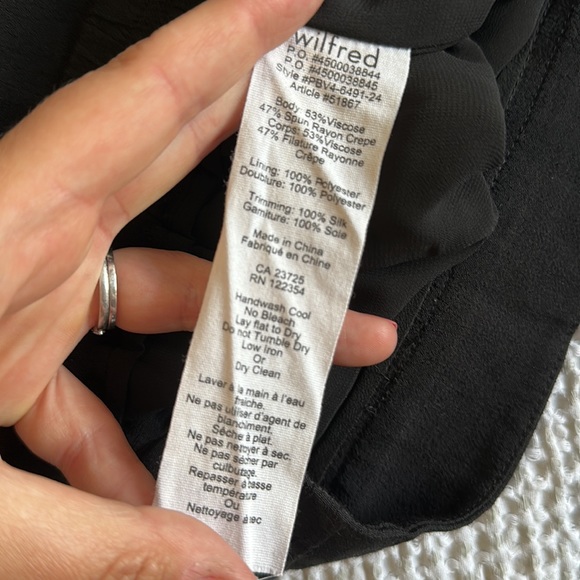 wilfred
P.O. #4500038844
P.O. #4500038845
Style #PBV4-6491-24
Article #51867
Body: 53%Viscose
47% Spun Rayon Crepe
Corps: 53%Viscose
47% Filature Rayonne
Crêpe
Lining: 100% Polyester
Doublure: 100% Polyester
Trimming: 100% Silk
Garniture: 100% Soie
Made in China
Fabriqué en Chine
CA 23725
RN 122354
Handwash Cool
No Bleach
Lay flat to Dry
Do not Tumble Dry
Low Iron
Or
Dry Clean
Laver à la main à l'eau
fraîche.
Ne pas utiliser d'agent de
blanchiment.
Sèche à plat.
Ne pas nettoyer à sec.
Ne pas sécher par
culbutage.
Repasser à basse
température
Ou
Nettoyage à sec